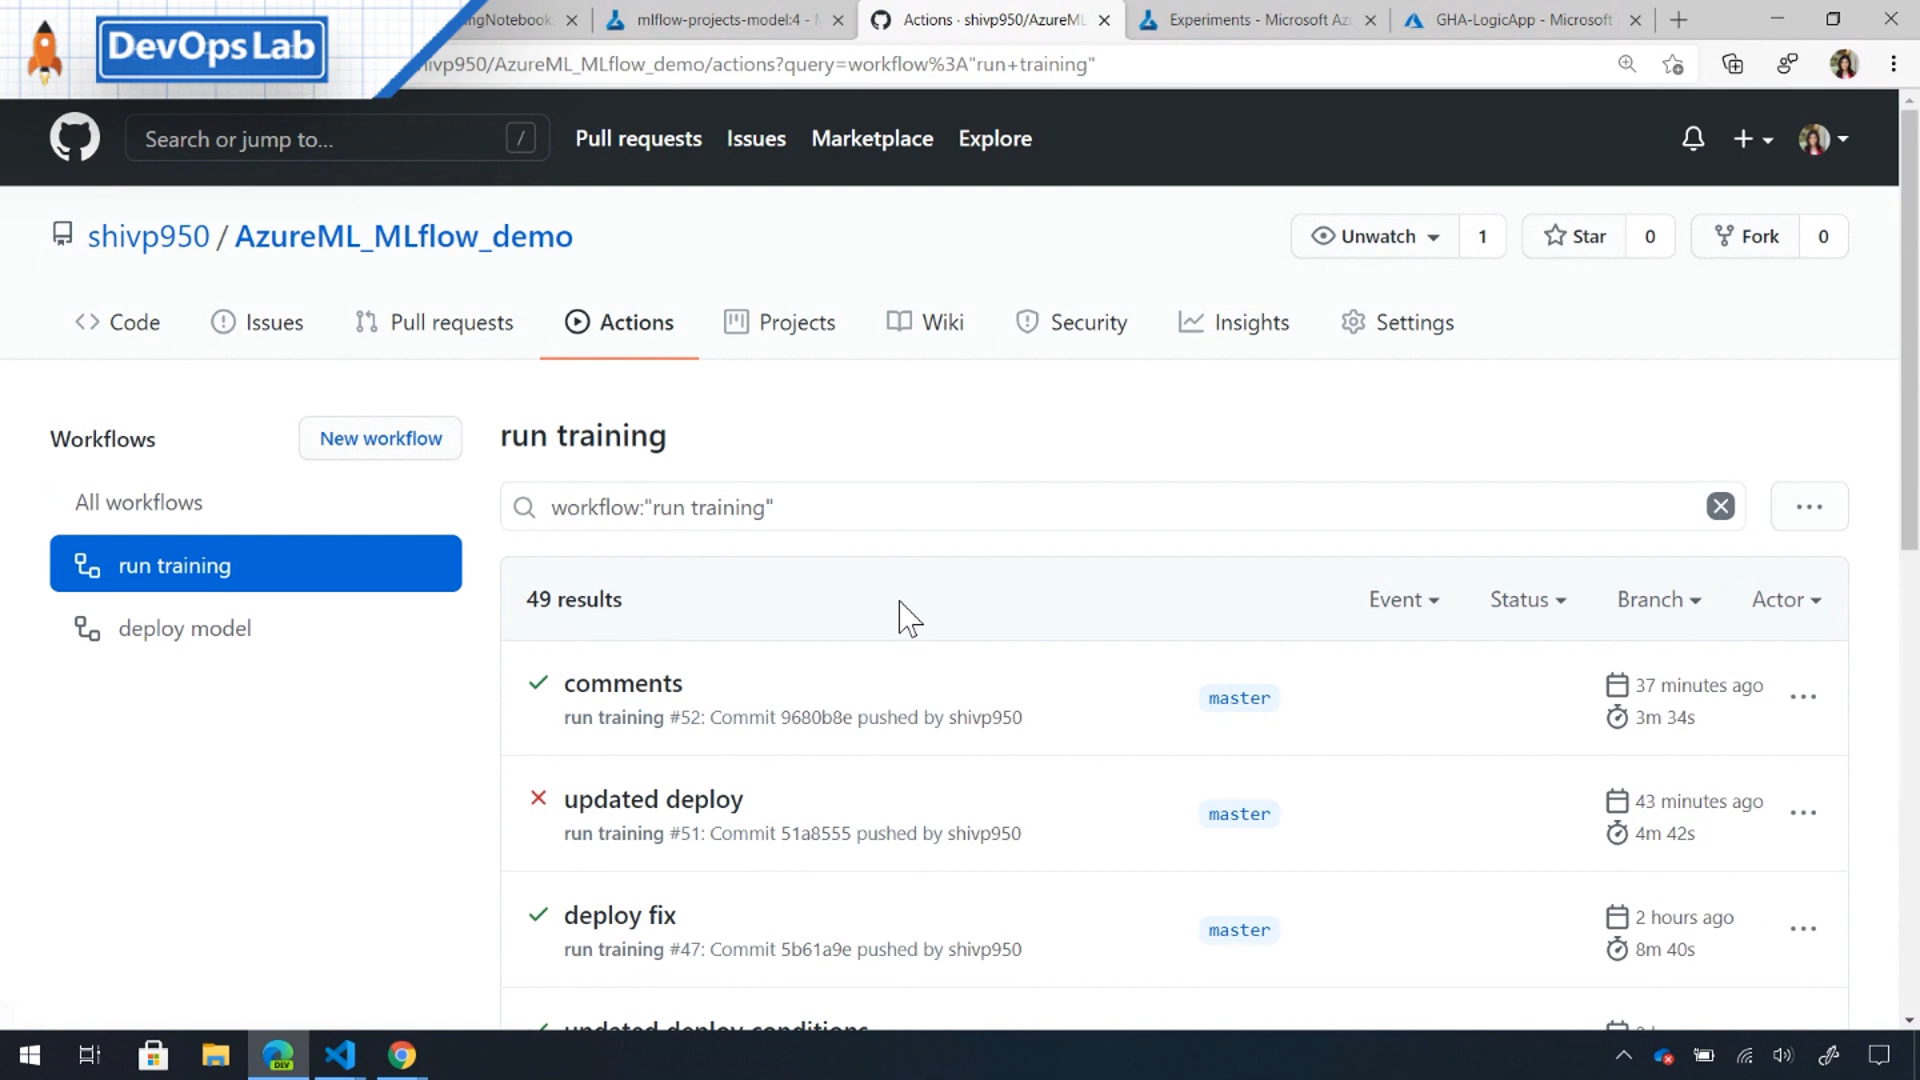 DevOps Lab
ngNotebook
mlflow-projects-model:4 - M
Actions · shivp950/AzureML
Experiments - Microsoft Az
GHA-LogicApp - Microsoft
ivp950/AzureML_MLflow_demo/actions?query=workflow%3A"run+training"
Search or jump to...
/
Pull requests
Issues
Marketplace
Explore
shivp950 / AzureML_MLflow_demo
Unwatch
1
Star
0
Fork
0
Code
Issues
Pull requests
Actions
Projects
Wiki
Security
Insights
Settings
Workflows
New workflow
All workflows
run training
deploy model
run training
workflow:"run training"
49 results
Event
Status
Branch
Actor
comments
run training #52: Commit 9680b8e pushed by shivp950
master
37 minutes ago
3m 34s
updated deploy
run training #51: Commit 51a8555 pushed by shivp950
master
43 minutes ago
4m 42s
deploy fix
run training #47: Commit 5b61a9e pushed by shivp950
master
2 hours ago
8m 40s
updated deploy conditions
DEV